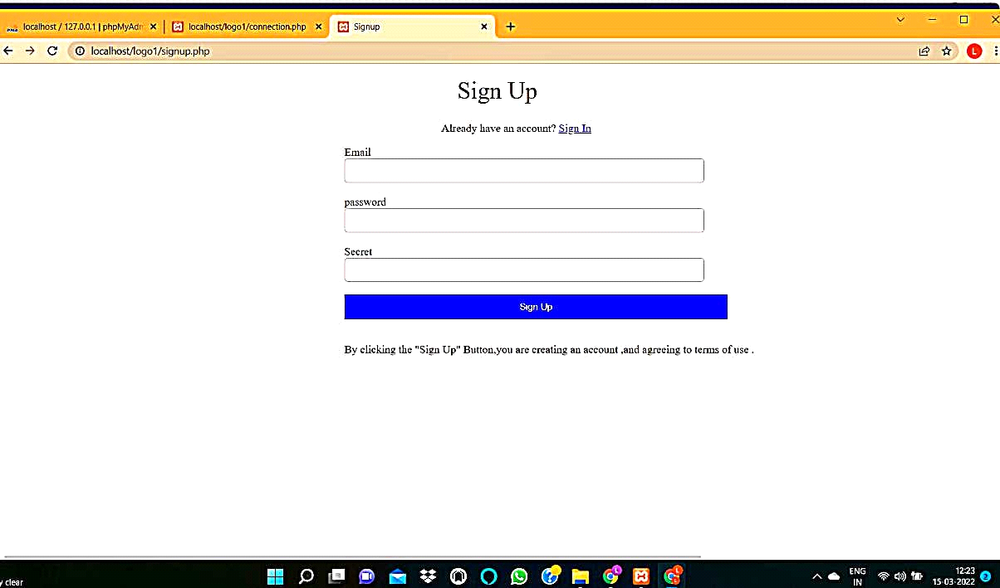 localhost / 127.0.0.1 | phpMyAdm
localhost/logo1/connection.php
Signup
localhost/logo1/signup.php
L
Sign Up
Already have an account? Sign In
Email
password
Secret
Sign Up
By clicking the "Sign Up" Button,you are creating an account ,and agreeing to terms of use .
y clear
ENG
IN
12:23
15-03-2022
2